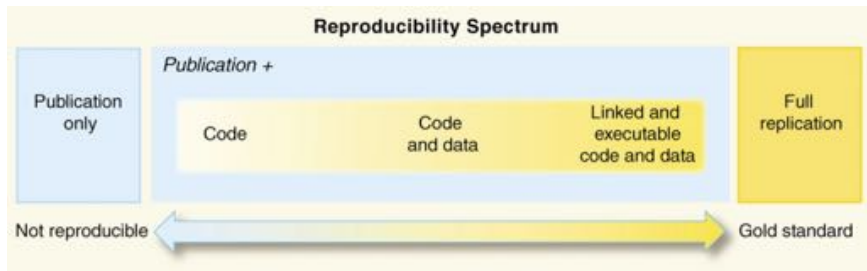 Reproducibility Spectrum
Publication +
Publication
only
Code
Code
and data
Linked and
executable
code and data
Full
replication
Not reproducible
Gold standard